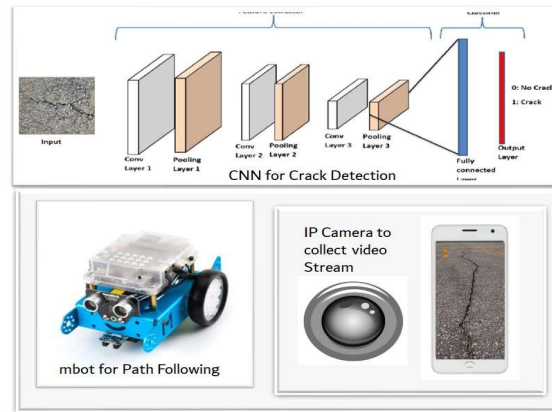 Input
Conv
Layer 1
Pooling
Layer 1
Conv
Layer 2
Pooling
Layer 2
Conv
Layer 3
Pooling
Layer 3
Fully
connected
0: No Crack
1: Crack
Output
Layer
CNN for Crack Detection
mbot for Path Following
IP Camera to
collect video
Stream